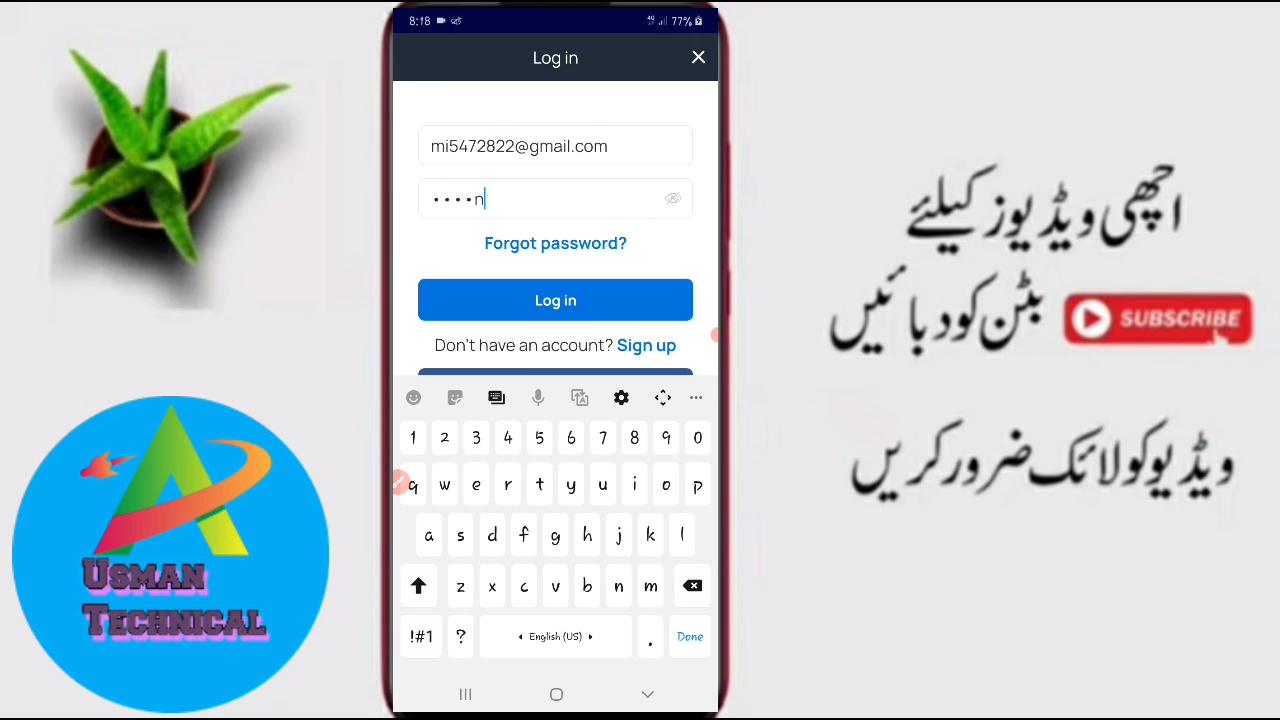 8:18
4G
77%
Log in
mi5472822@gmail.com
••••n
Forgot password?
Log in
Don't have an account? Sign up
1 2 3 4 5 6 7 8 9 0
q w e r t y u i o p
a s d f g h j k l
z x c v b n m
!#1 ? English (US) . Done
اچھی ویڈیوز کیلئے
بٹن کو دبائیں
SUBSCRIBE
ویڈیو کو لائک ضرور کریں
USMAN
TECHNICAL